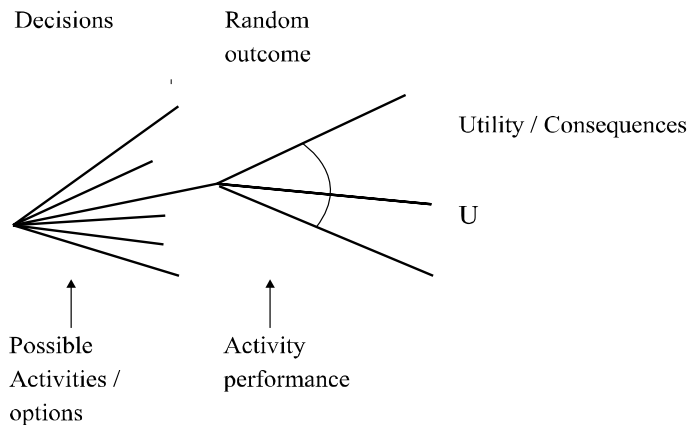 Decisions
Random
outcome
Utility / Consequences
U
Possible
Activities /
options
Activity
performance